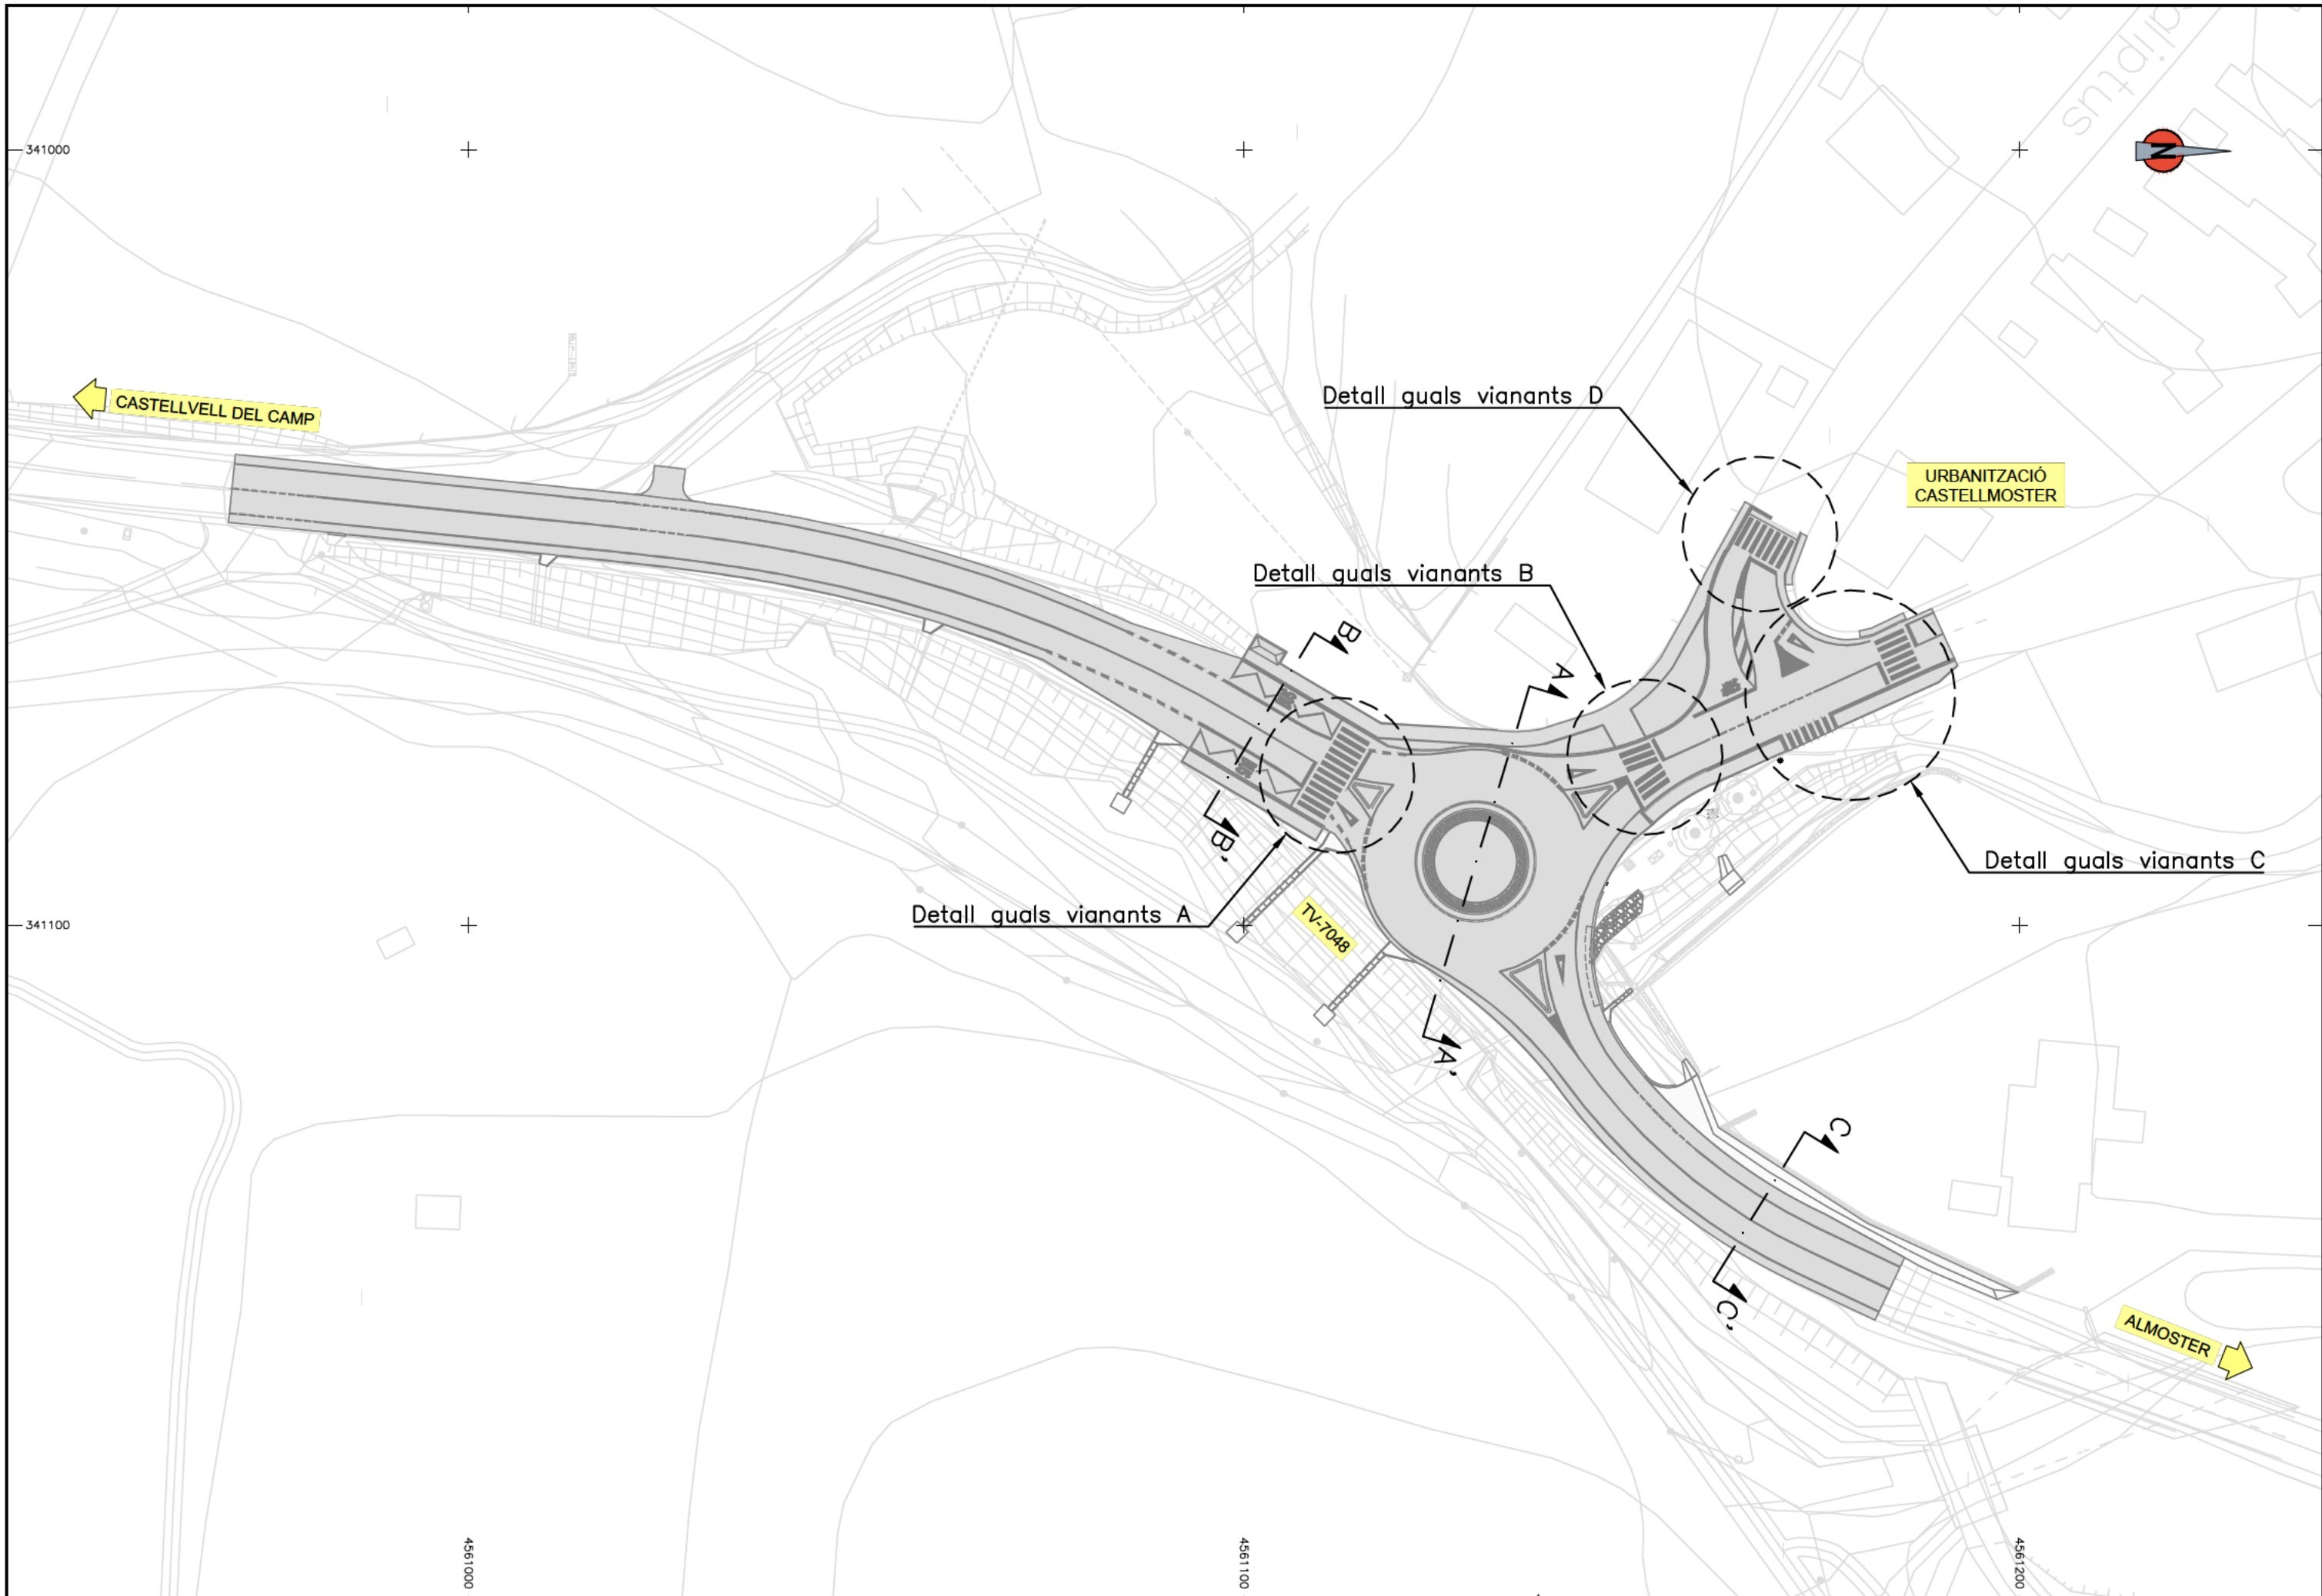 iptus
341000
N
CASTELLVELL DEL CAMP
Detall guals vianants D
URBANITZACIÓ
CASTELLMOSTER
Detall guals vianants B
B
A
Detall guals vianants C
B'
Detall guals vianants A
341100
TV-7048
A'
C
C'
ALMOSTER
4561000
4561100
4561200